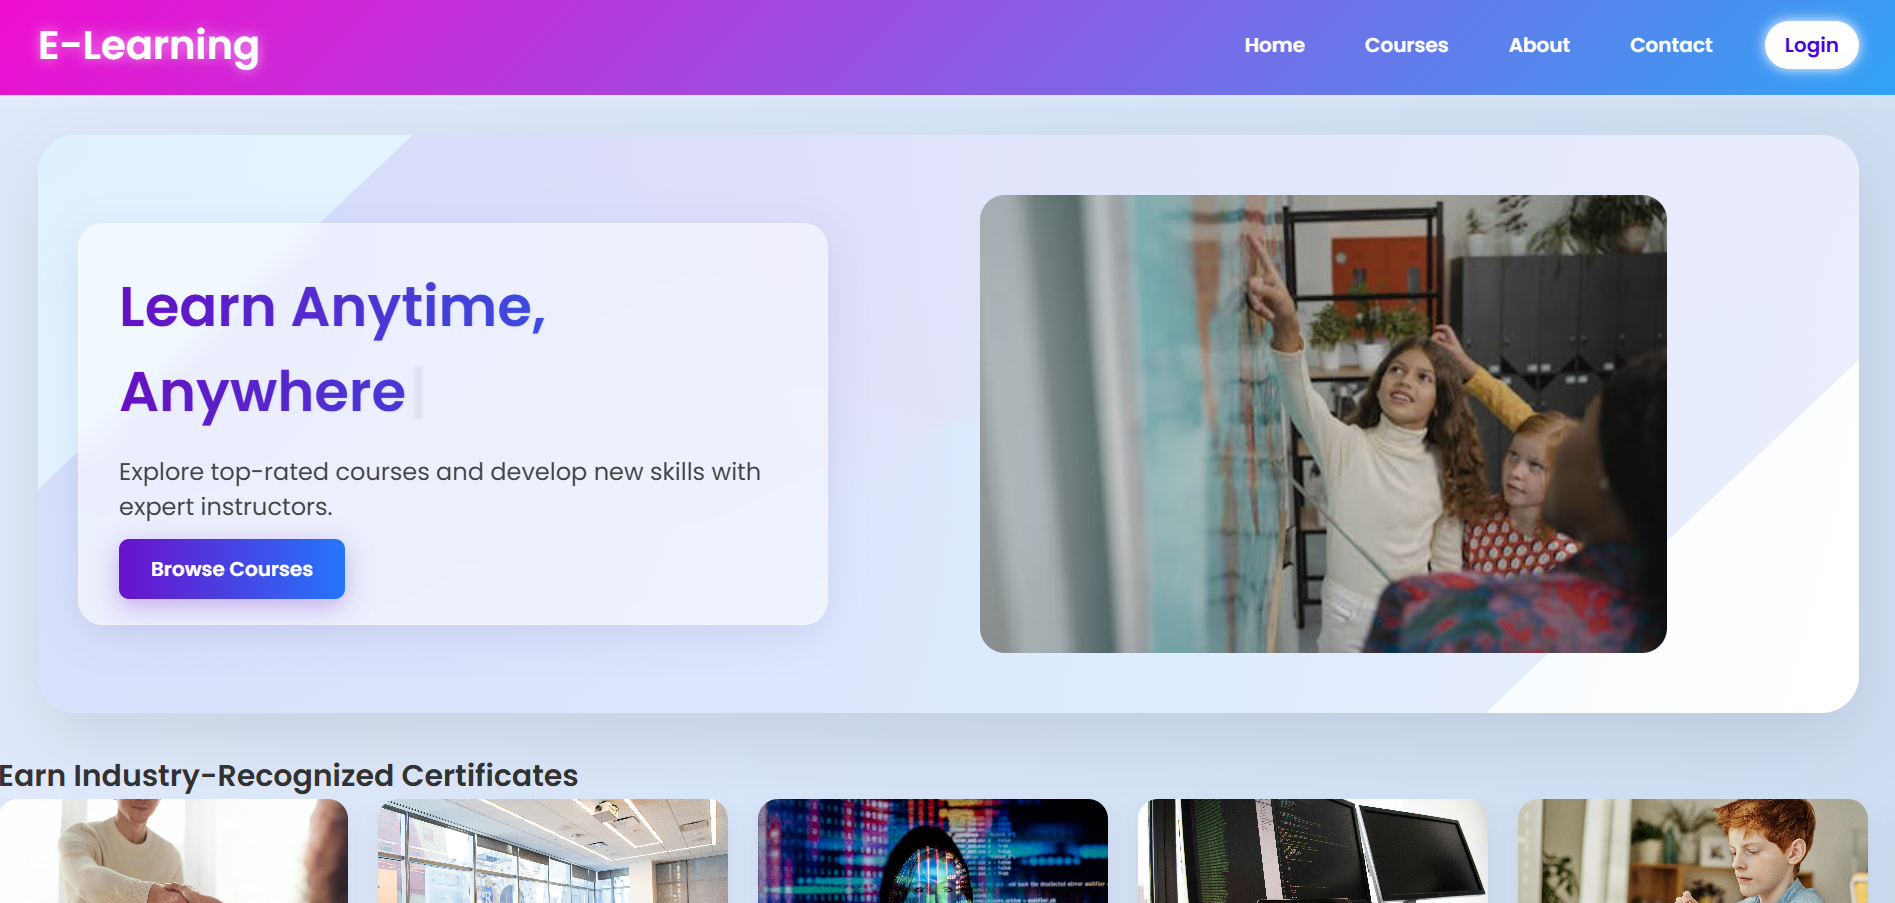 E-Learning
Home
Courses
About
Contact
Login
Learn Anytime,
Anywhere
Explore top-rated courses and develop new skills with
expert instructors.
Browse Courses
Earn Industry-Recognized Certificates